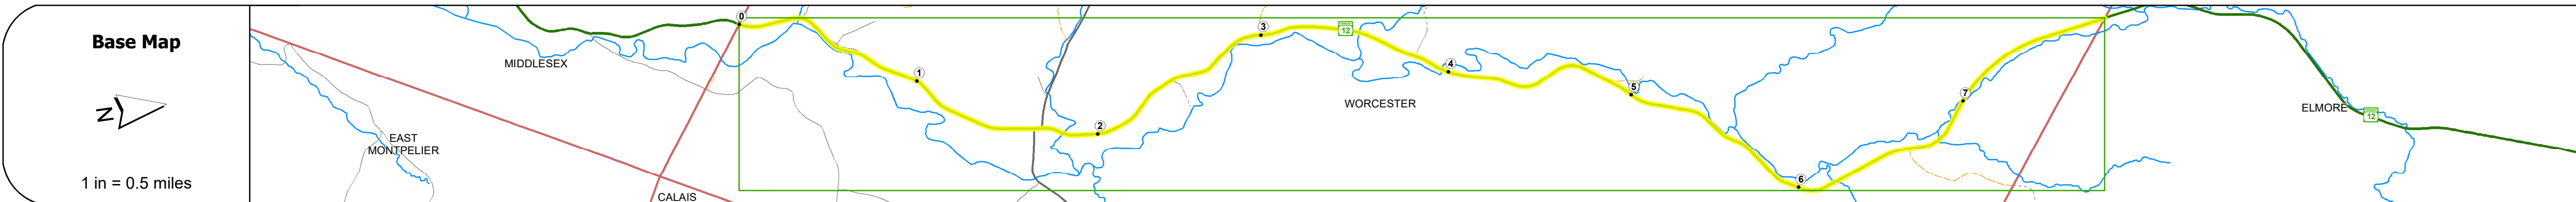 Base Map
N
1 in = 0.5 miles
MIDDLESEX
EAST
MONTPELIER
CALAIS
0
1
2
3
12
4
WORCESTER
5
6
7
ELMORE
12